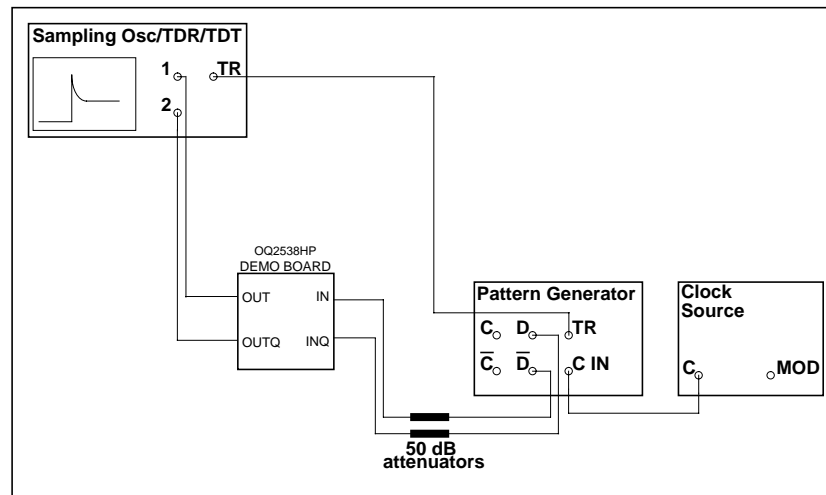 Sampling Osc/TDR/TDT
1 TR
2
OQ2538HP
DEMO BOARD
OUT IN
OUTQ INQ
Pattern Generator
C D TR
C̅ D̅ C IN
Clock
Source
C MOD
50 dB
attenuators